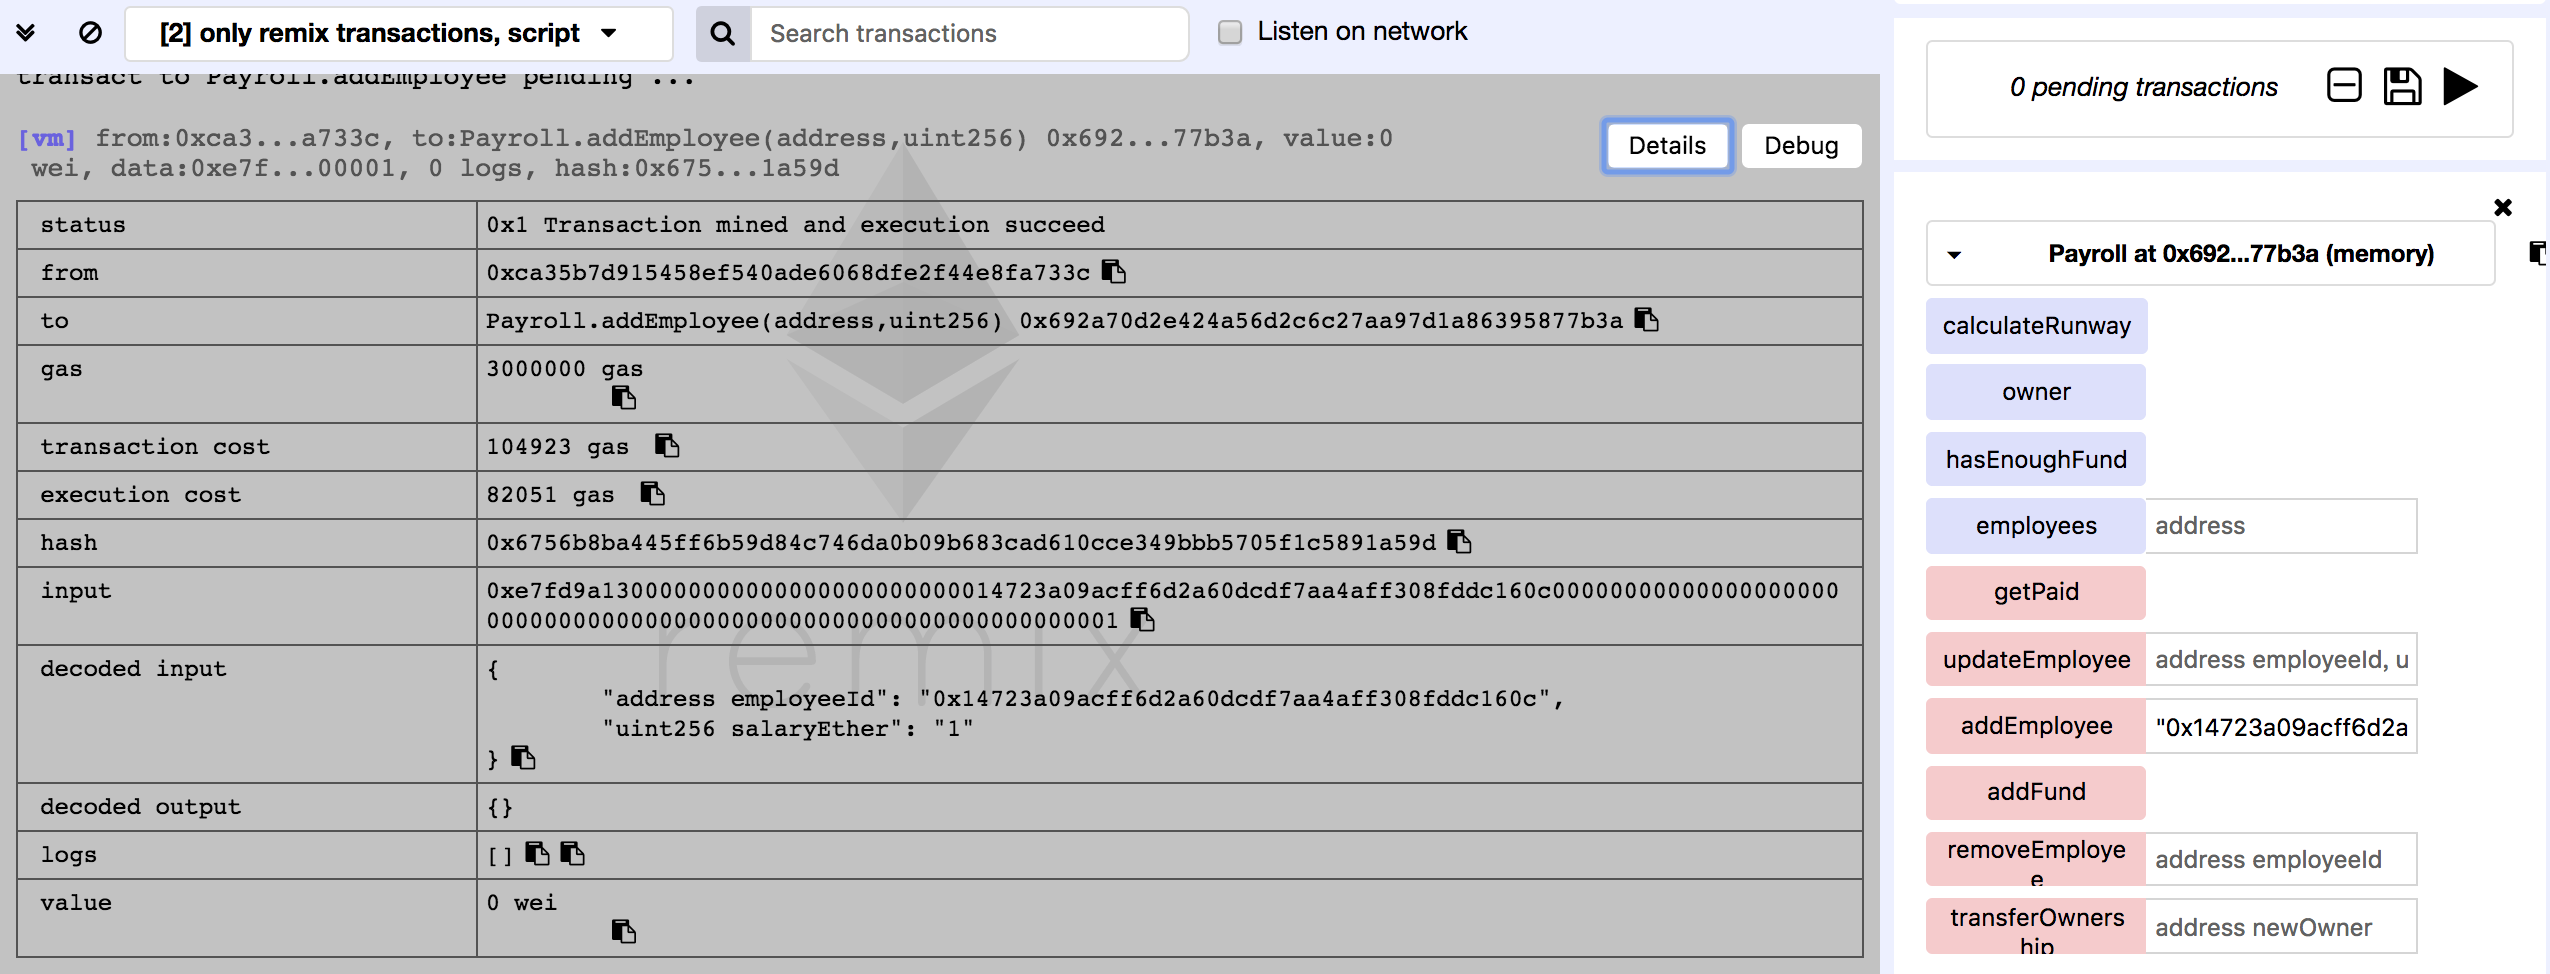 [2] only remix transactions, script
Search transactions
Listen on network
transact to Payroll.addEmployee pending ...
[vm] from:0xca3...a733c, to:Payroll.addEmployee(address,uint256) 0x692...77b3a, value:0
wei, data:0xe7f...00001, 0 logs, hash:0x675...1a59d
Details
Debug
status 0x1 Transaction mined and execution succeed
from 0xca35b7d915458ef540ade6068dfe2f44e8fa733c
to Payroll.addEmployee(address,uint256) 0x692a70d2e424a56d2c6c27aa97d1a86395877b3a
gas 3000000 gas
transaction cost 104923 gas
execution cost 82051 gas
hash 0x6756b8ba445ff6b59d84c746da0b09b683cad610cce349bbb5705f1c5891a59d
input 0xe7fd9a1300000000000000000000000014723a09acff6d2a60dcdf7aa4aff308fddc160c00000000000000000000
00000000000000000000000000000000000000000001
decoded input {
"address employeeId": "0x14723a09acff6d2a60dcdf7aa4aff308fddc160c",
"uint256 salaryEther": "1"
}
decoded output {}
logs []
value 0 wei
remix
0 pending transactions
Payroll at 0x692...77b3a (memory)
calculateRunway
owner
hasEnoughFund
employees address
getPaid
updateEmployee address employeeId, u
addEmployee "0x14723a09acff6d2a
addFund
removeEmploye
e
address employeeId
transferOwners
hip
address newOwner